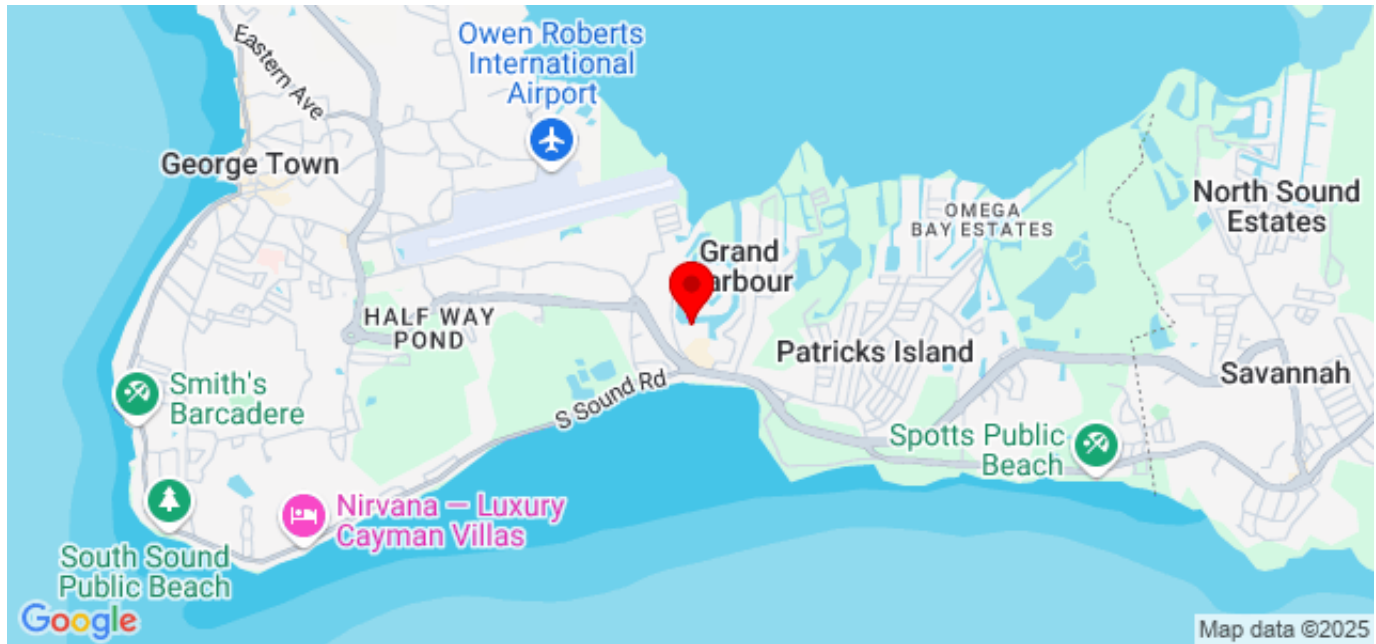 Eastern Ave
Owen Roberts
International
Airport
George Town
North Sound
Estates
OMEGA
BAY ESTATES
Grand
arbour
HALF WAY
POND
Patricks Island
Savannah
Smith's
Barcadere
S Sound Rd
Spotts Public
Beach
Nirvana — Luxury
Cayman Villas
South Sound
Public Beach
Google
Map data ©2025